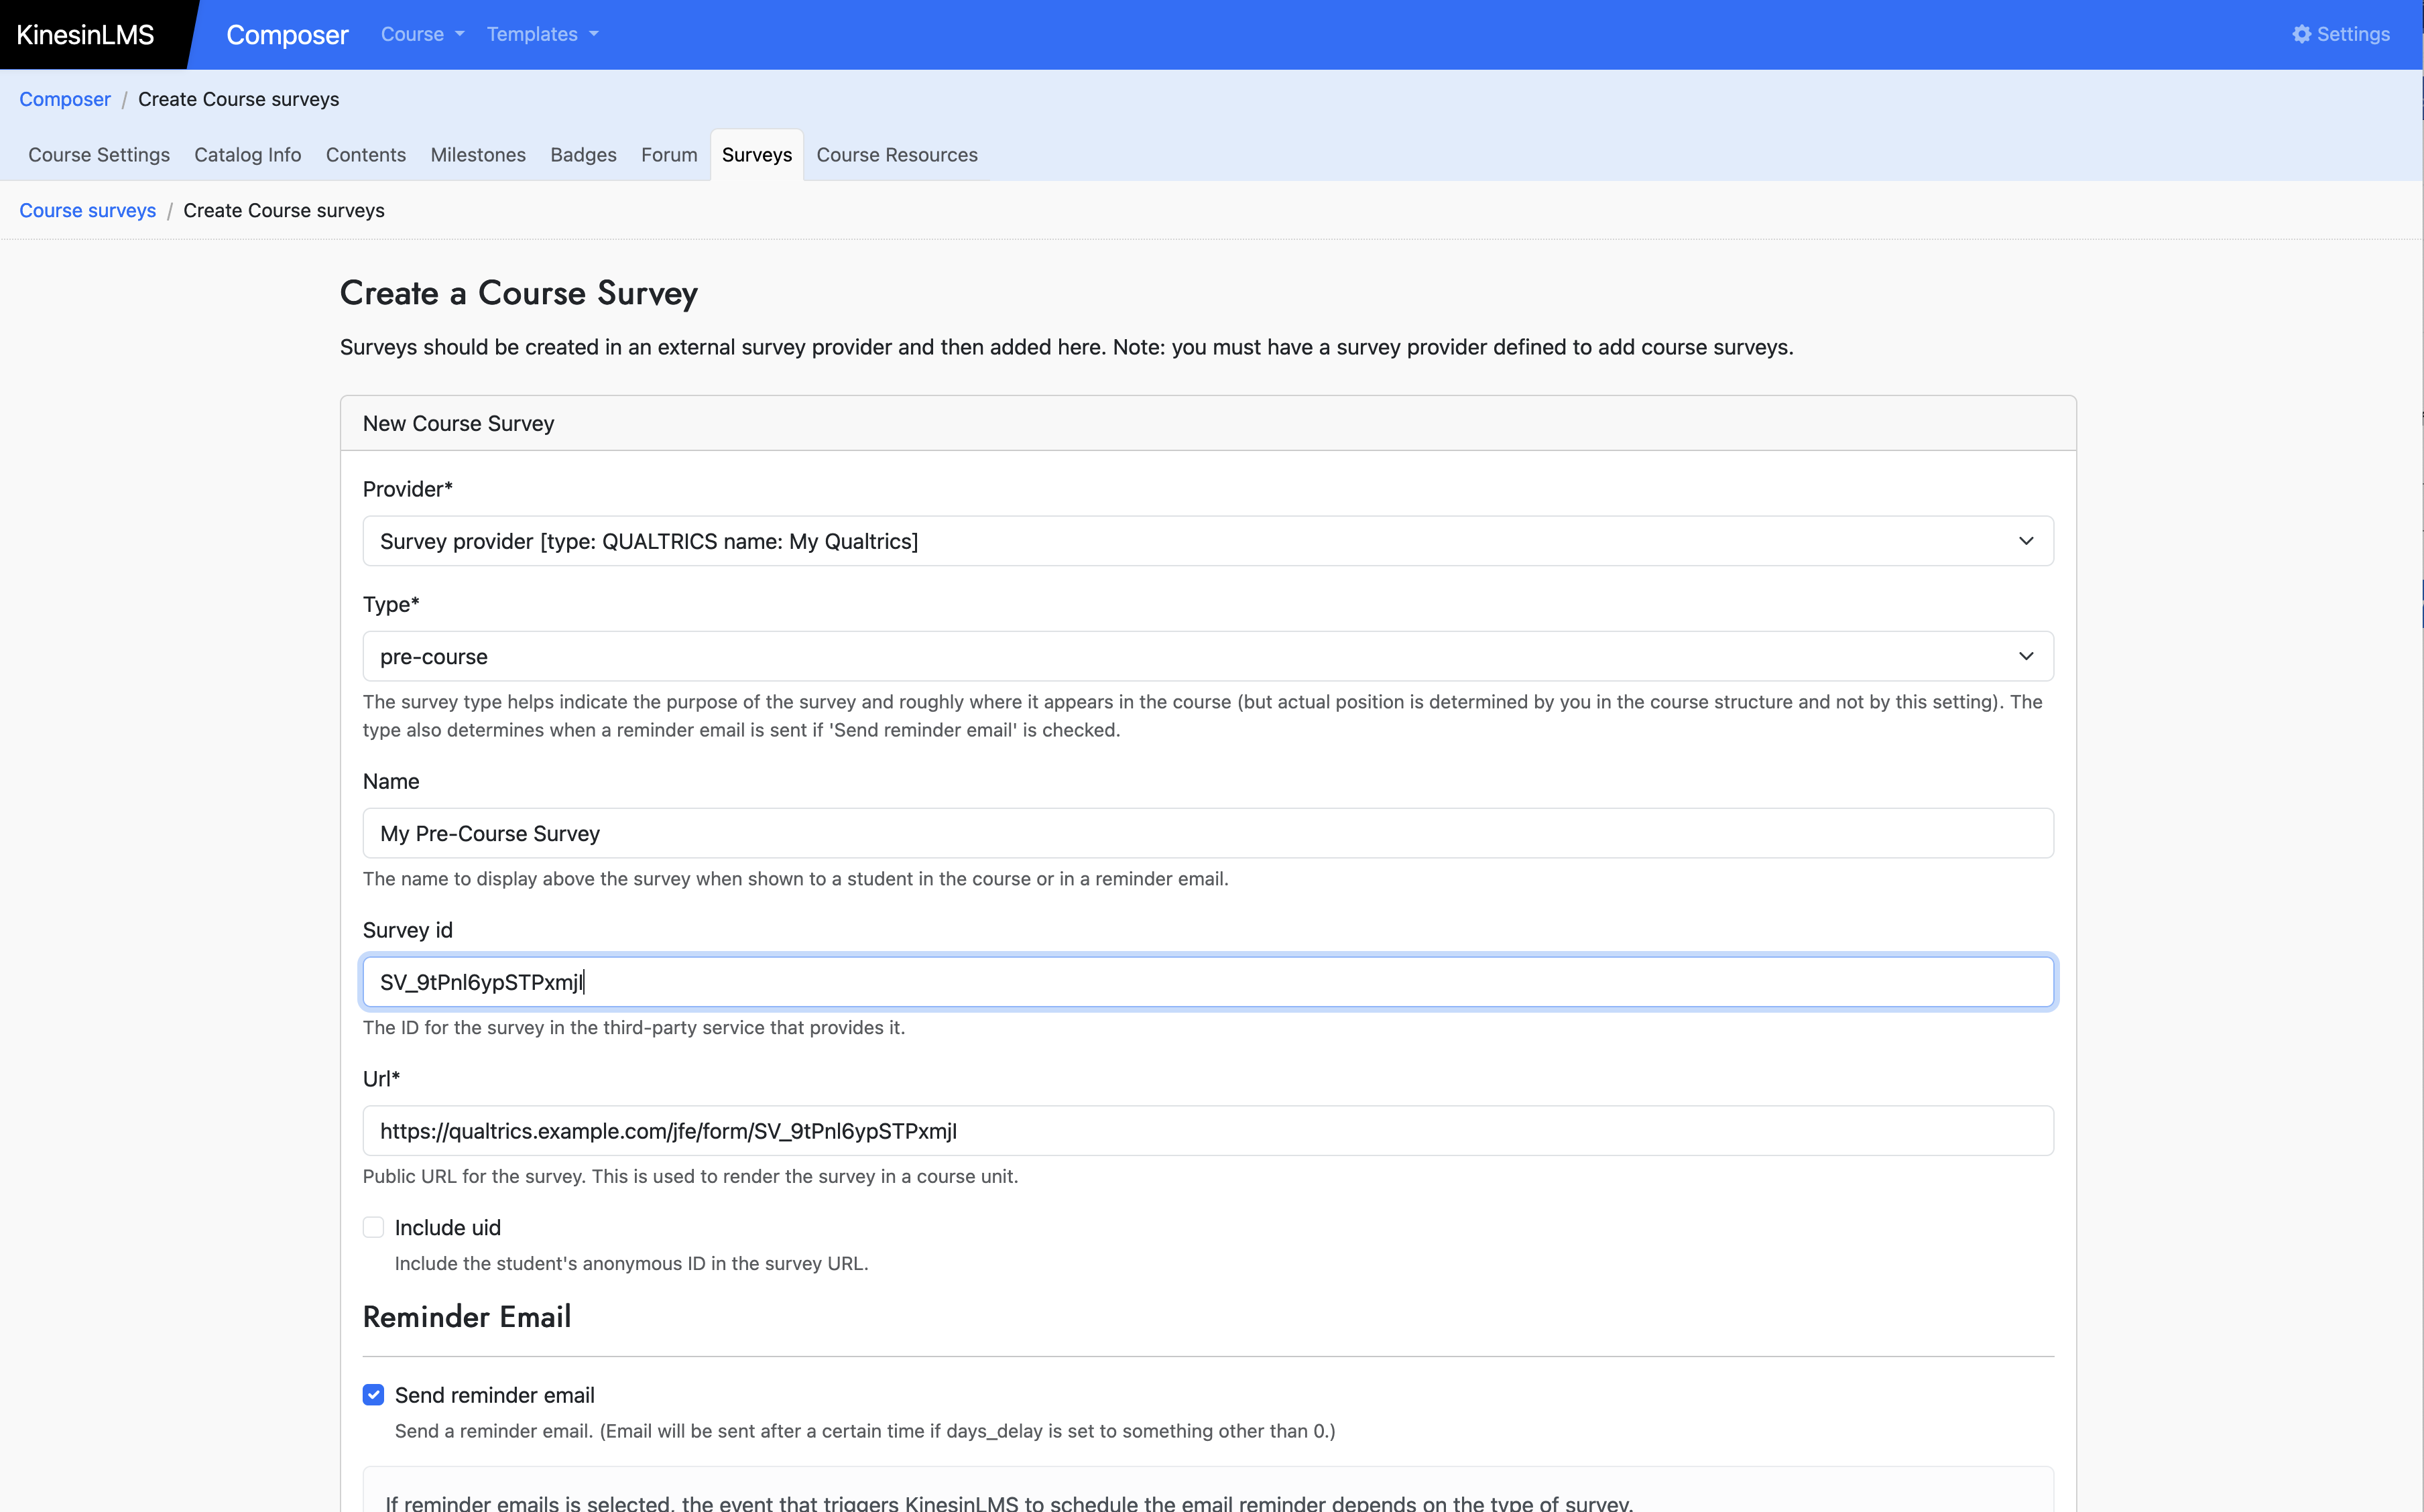 KinesinLMS
Composer
Course
Templates
Settings
Composer / Create Course surveys
Course Settings
Catalog Info
Contents
Milestones
Badges
Forum
Surveys
Course Resources
Course surveys / Create Course surveys
Create a Course Survey
Surveys should be created in an external survey provider and then added here. Note: you must have a survey provider defined to add course surveys.
New Course Survey
Provider*
Survey provider [type: QUALTRICS name: My Qualtrics]
Type*
pre-course
The survey type helps indicate the purpose of the survey and roughly where it appears in the course (but actual position is determined by you in the course structure and not by this setting). The
type also determines when a reminder email is sent if 'Send reminder email' is checked.
Name
My Pre-Course Survey
The name to display above the survey when shown to a student in the course or in a reminder email.
Survey id
SV_9tPnl6ypSTPxmjI
The ID for the survey in the third-party service that provides it.
Url*
https://qualtrics.example.com/jfe/form/SV_9tPnl6ypSTPxmjI
Public URL for the survey. This is used to render the survey in a course unit.
Include uid
Include the student's anonymous ID in the survey URL.
Reminder Email
Send reminder email
Send a reminder email. (Email will be sent after a certain time if days_delay is set to something other than 0.)
If reminder emails is selected, the event that triggers KinesinLMS to schedule the email reminder depends on the type of survey.